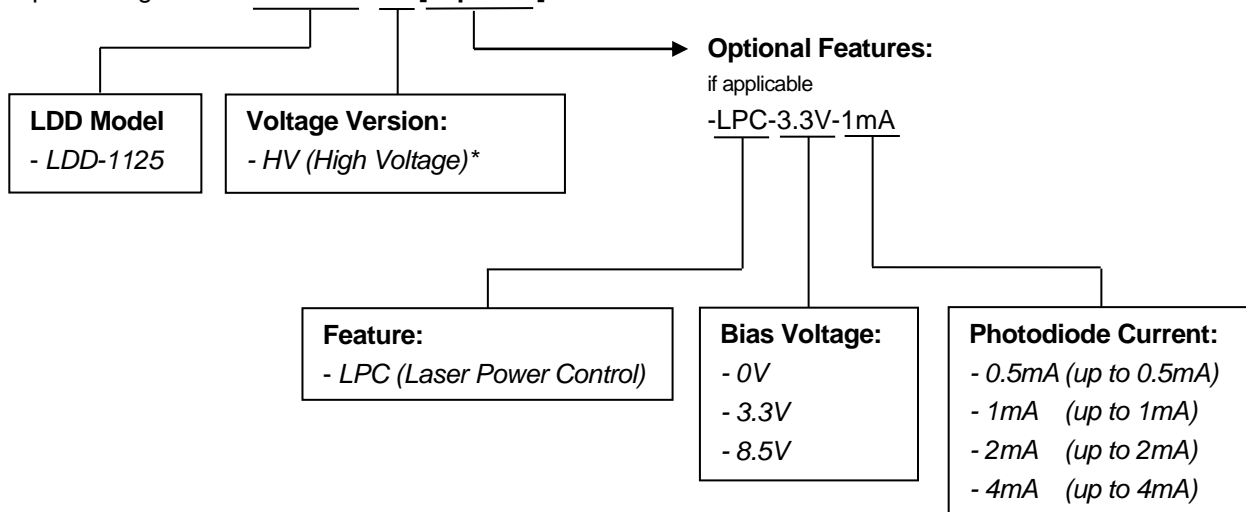 Optional Features:
if applicable
-LPC-3.3V-1mA
LDD Model
- LDD-1125
Voltage Version:
- HV (High Voltage)*
Feature:
- LPC (Laser Power Control)
Bias Voltage:
- 0V
- 3.3V
- 8.5V
Photodiode Current:
- 0.5mA (up to 0.5mA)
- 1mA (up to 1mA)
- 2mA (up to 2mA)
- 4mA (up to 4mA)